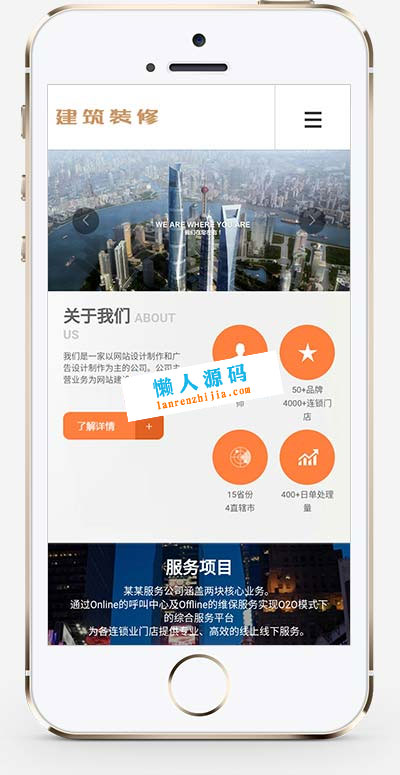 建筑装修
WE ARE WHERE YOU ARE
我们在您左右!
关于我们 ABOUT
US
我们是一家以网站设计制作和广
告设计制作为主的公司。公司主
营业务为网站建
了解详情 +
师
50+品牌
4000+连锁门
店
15省份
4直辖市
400+日单处理
量
懒人源码
lanrenzhijia.com
服务项目
某某服务公司涵盖两块核心业务。
通过Online的呼叫中心及Offline的维保服务实现O2O模式下
的综合服务平台
为各连锁业门店提供专业、高效的线上线下服务。